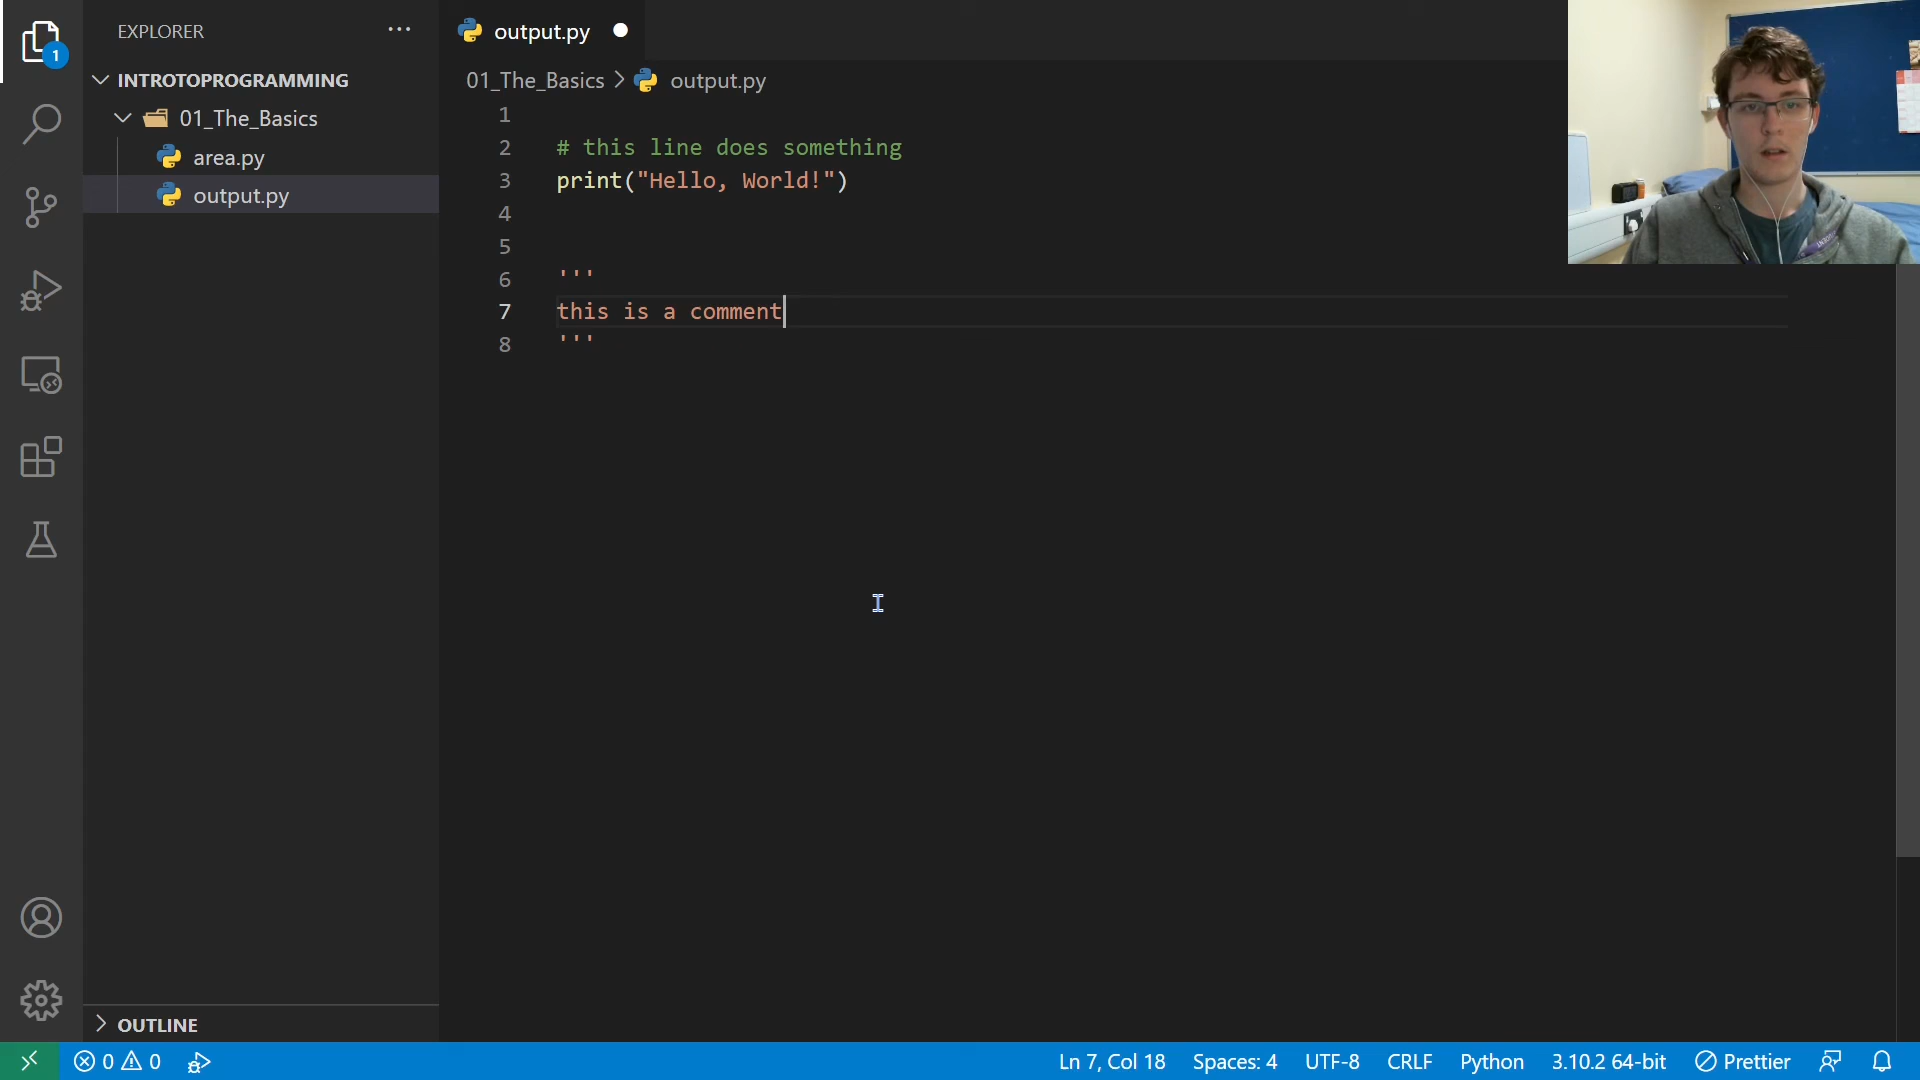 EXPLORER
INTROTOPROGRAMMING
01_The_Basics
area.py
output.py
OUTLINE
1
output.py
01_The_Basics > output.py
1
2 # this line does something
3 print("Hello, World!")
4
5
6 '''
7 this is a comment
8 '''
0 0
Ln 7, Col 18
Spaces: 4
UTF-8
CRLF
Python
3.10.2 64-bit
Prettier